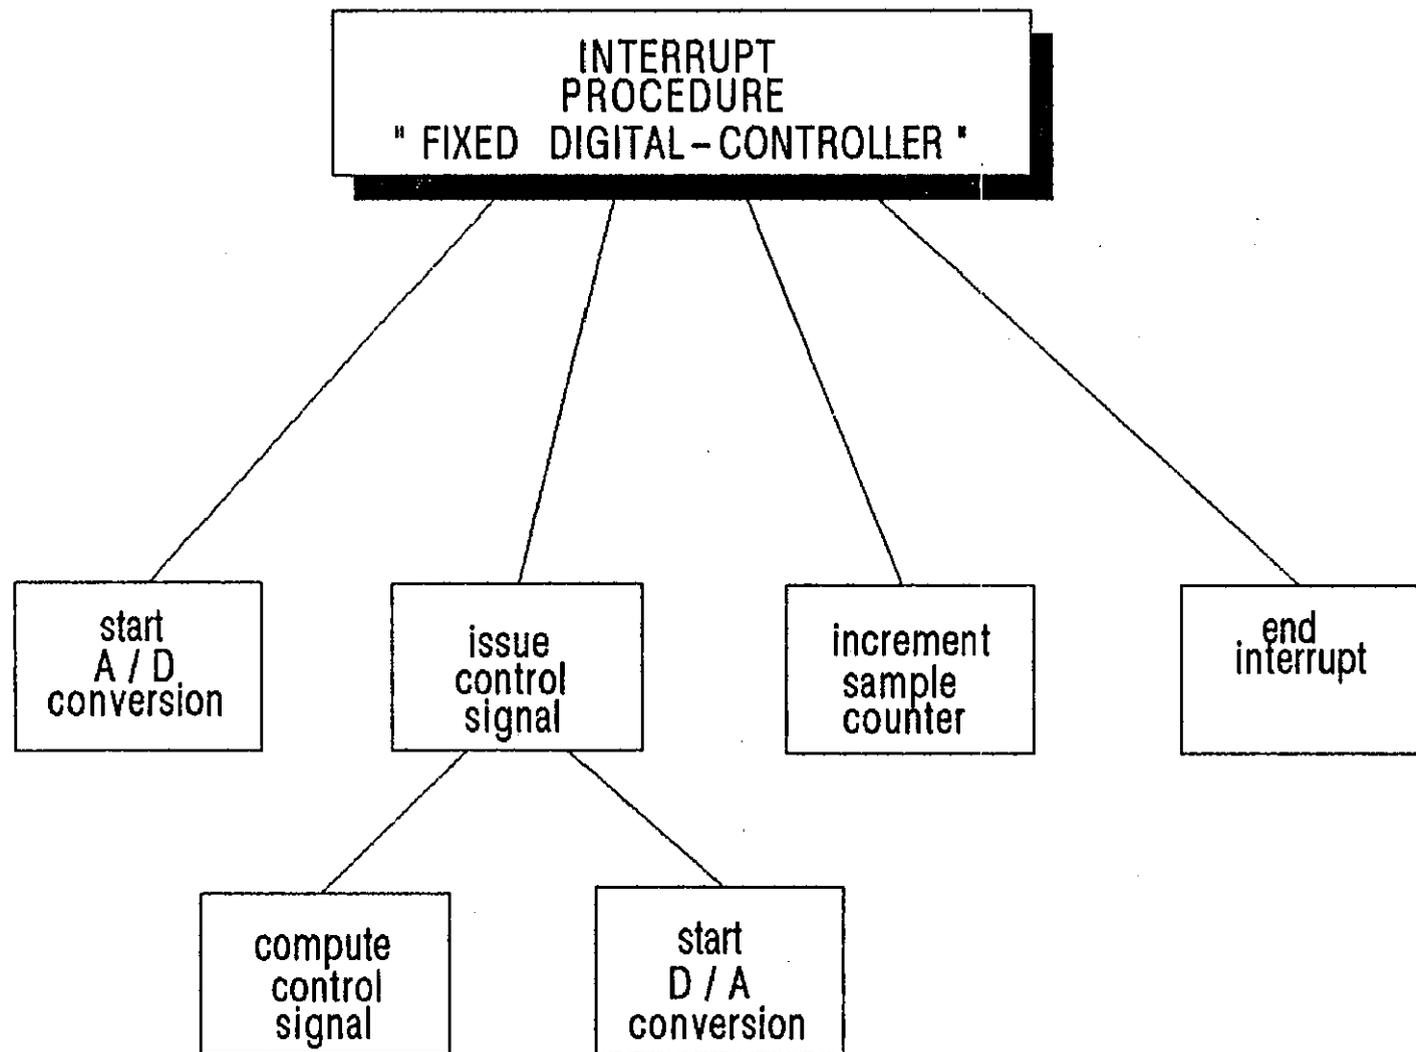 INTERRUPT
PROCEDURE
" FIXED DIGITAL-CONTROLLER "
start
A / D
conversion
issue
control
signal
increment
sample
counter
end
interrupt
compute
control
signal
start
D / A
conversion